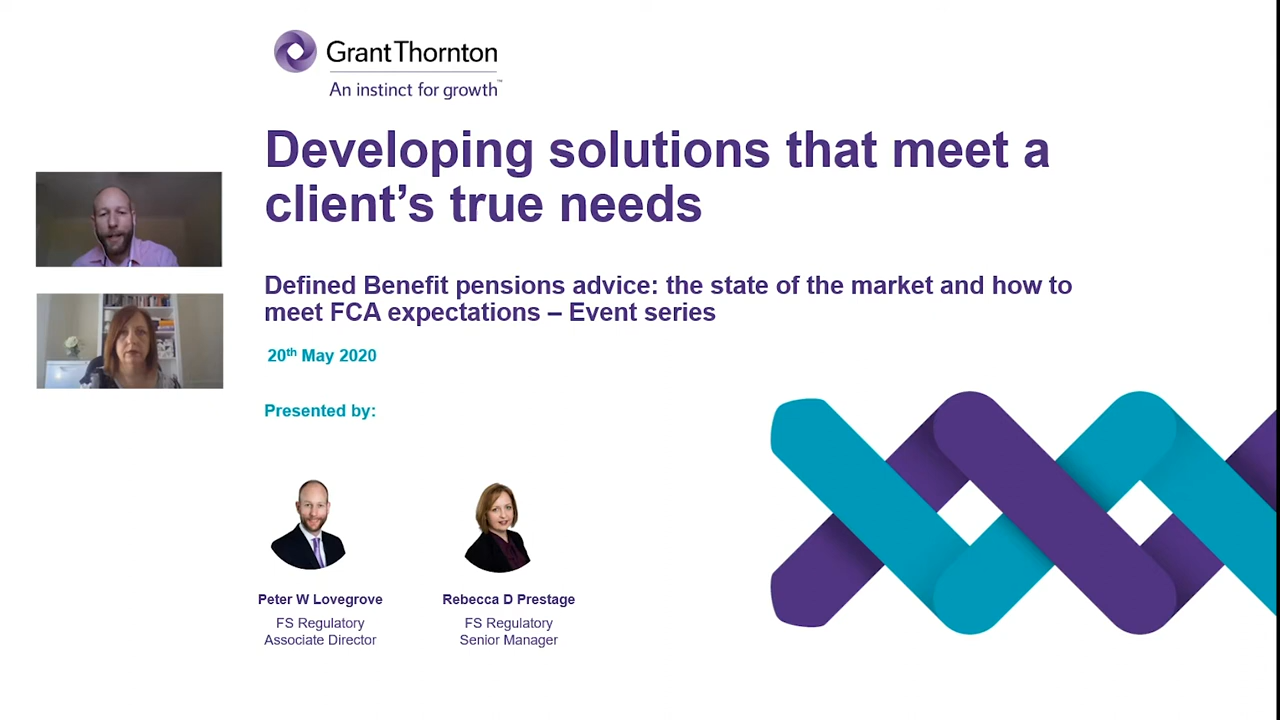 Grant Thornton
An instinct for growth™
Developing solutions that meet a
client’s true needs
Defined Benefit pensions advice: the state of the market and how to
meet FCA expectations – Event series
20th May 2020
Presented by:
Peter W Lovegrove
FS Regulatory
Associate Director
Rebecca D Prestage
FS Regulatory
Senior Manager